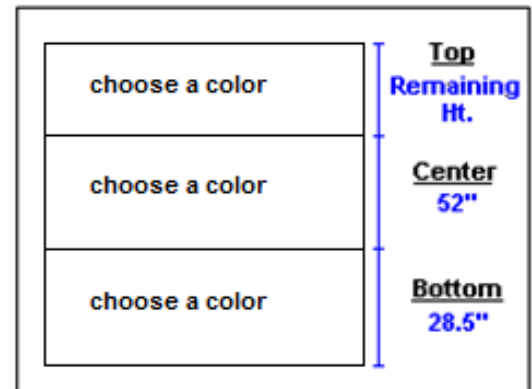 Top
choose a color
Remaining
Ht.
choose a color
Center
52"
choose a color
Bottom
28.5"